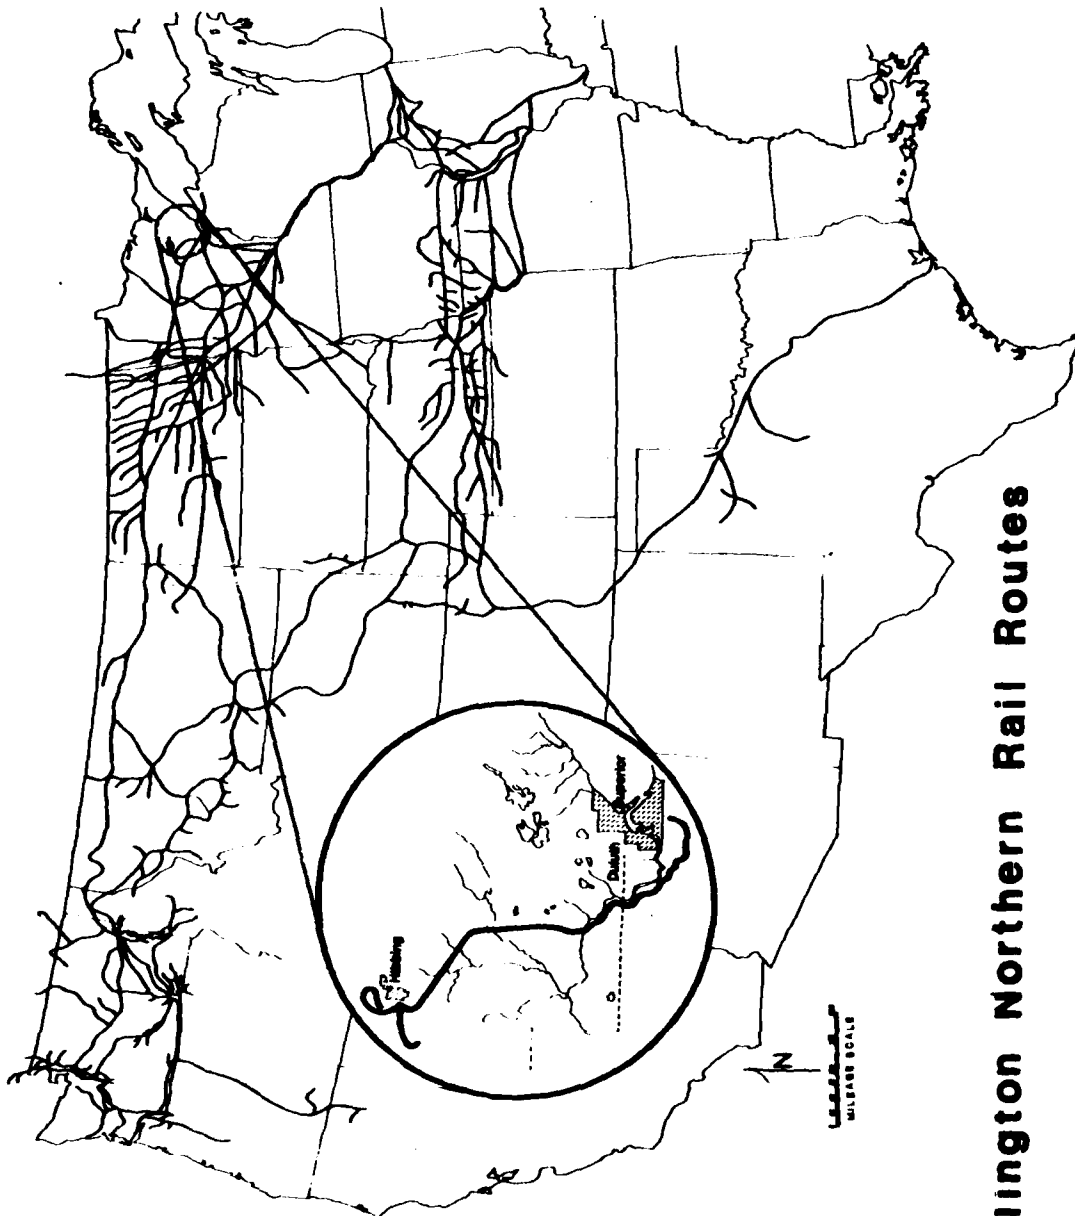 Hibbing
Duluth
Superior
N
MILEAGE SCALE
lington Northern Rail Routes